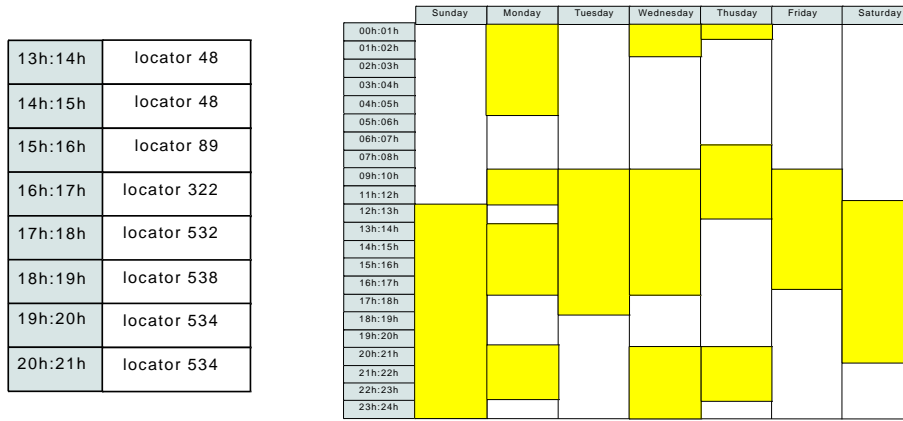 13h:14h locator 48
14h:15h locator 48
15h:16h locator 89
16h:17h locator 322
17h:18h locator 532
18h:19h locator 538
19h:20h locator 534
20h:21h locator 534
Sunday Monday Tuesday Wednesday Thusday Friday Saturday
00h:01h
01h:02h
02h:03h
03h:04h
04h:05h
05h:06h
06h:07h
07h:08h
09h:10h
11h:12h
12h:13h
13h:14h
14h:15h
15h:16h
16h:17h
17h:18h
18h:19h
19h:20h
20h:21h
21h:22h
22h:23h
23h:24h